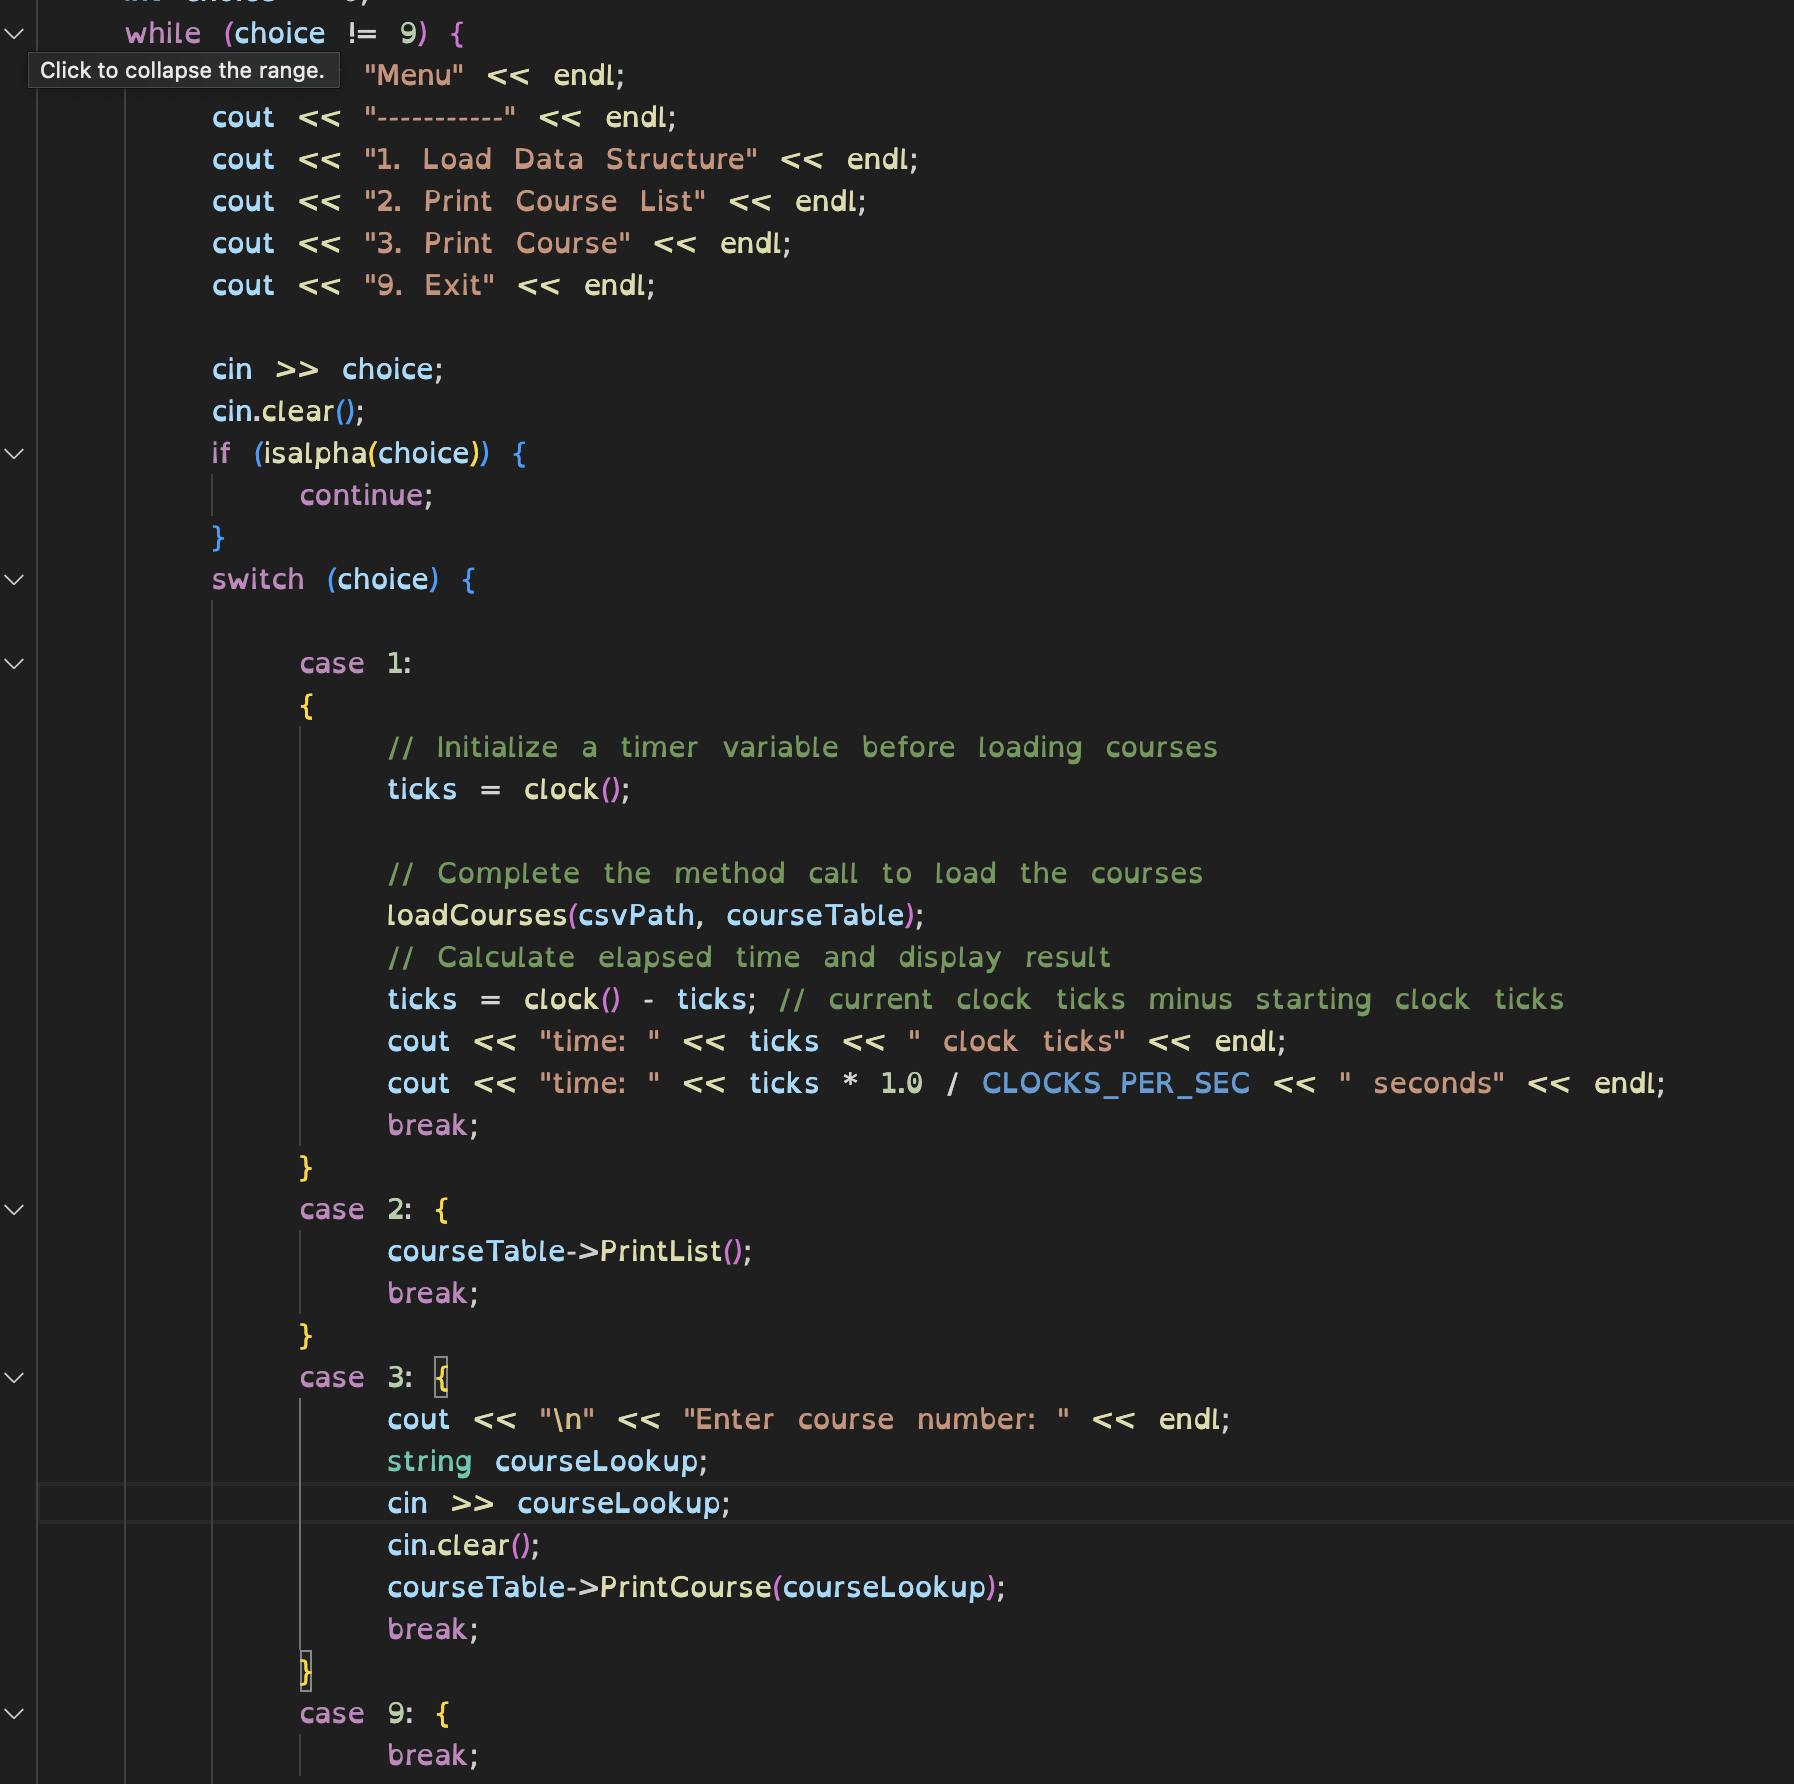 while (choice != 9) {
Click to collapse the range. "Menu" << endl;
cout << "-----------" << endl;
cout << "1. Load Data Structure" << endl;
cout << "2. Print Course List" << endl;
cout << "3. Print Course" << endl;
cout << "9. Exit" << endl;
cin >> choice;
cin.clear();
if (isalpha(choice)) {
continue;
}
switch (choice) {
case 1:
{
// Initialize a timer variable before loading courses
ticks = clock();
// Complete the method call to load the courses
loadCourses(csvPath, courseTable);
// Calculate elapsed time and display result
ticks = clock() - ticks; // current clock ticks minus starting clock ticks
cout << "time: " << ticks << " clock ticks" << endl;
cout << "time: " << ticks * 1.0 / CLOCKS_PER_SEC << " seconds" << endl;
break;
}
case 2: {
courseTable->PrintList();
break;
}
case 3: {
cout << "\n" << "Enter course number: " << endl;
string courseLookup;
cin >> courseLookup;
cin.clear();
courseTable->PrintCourse(courseLookup);
break;
}
case 9: {
break;